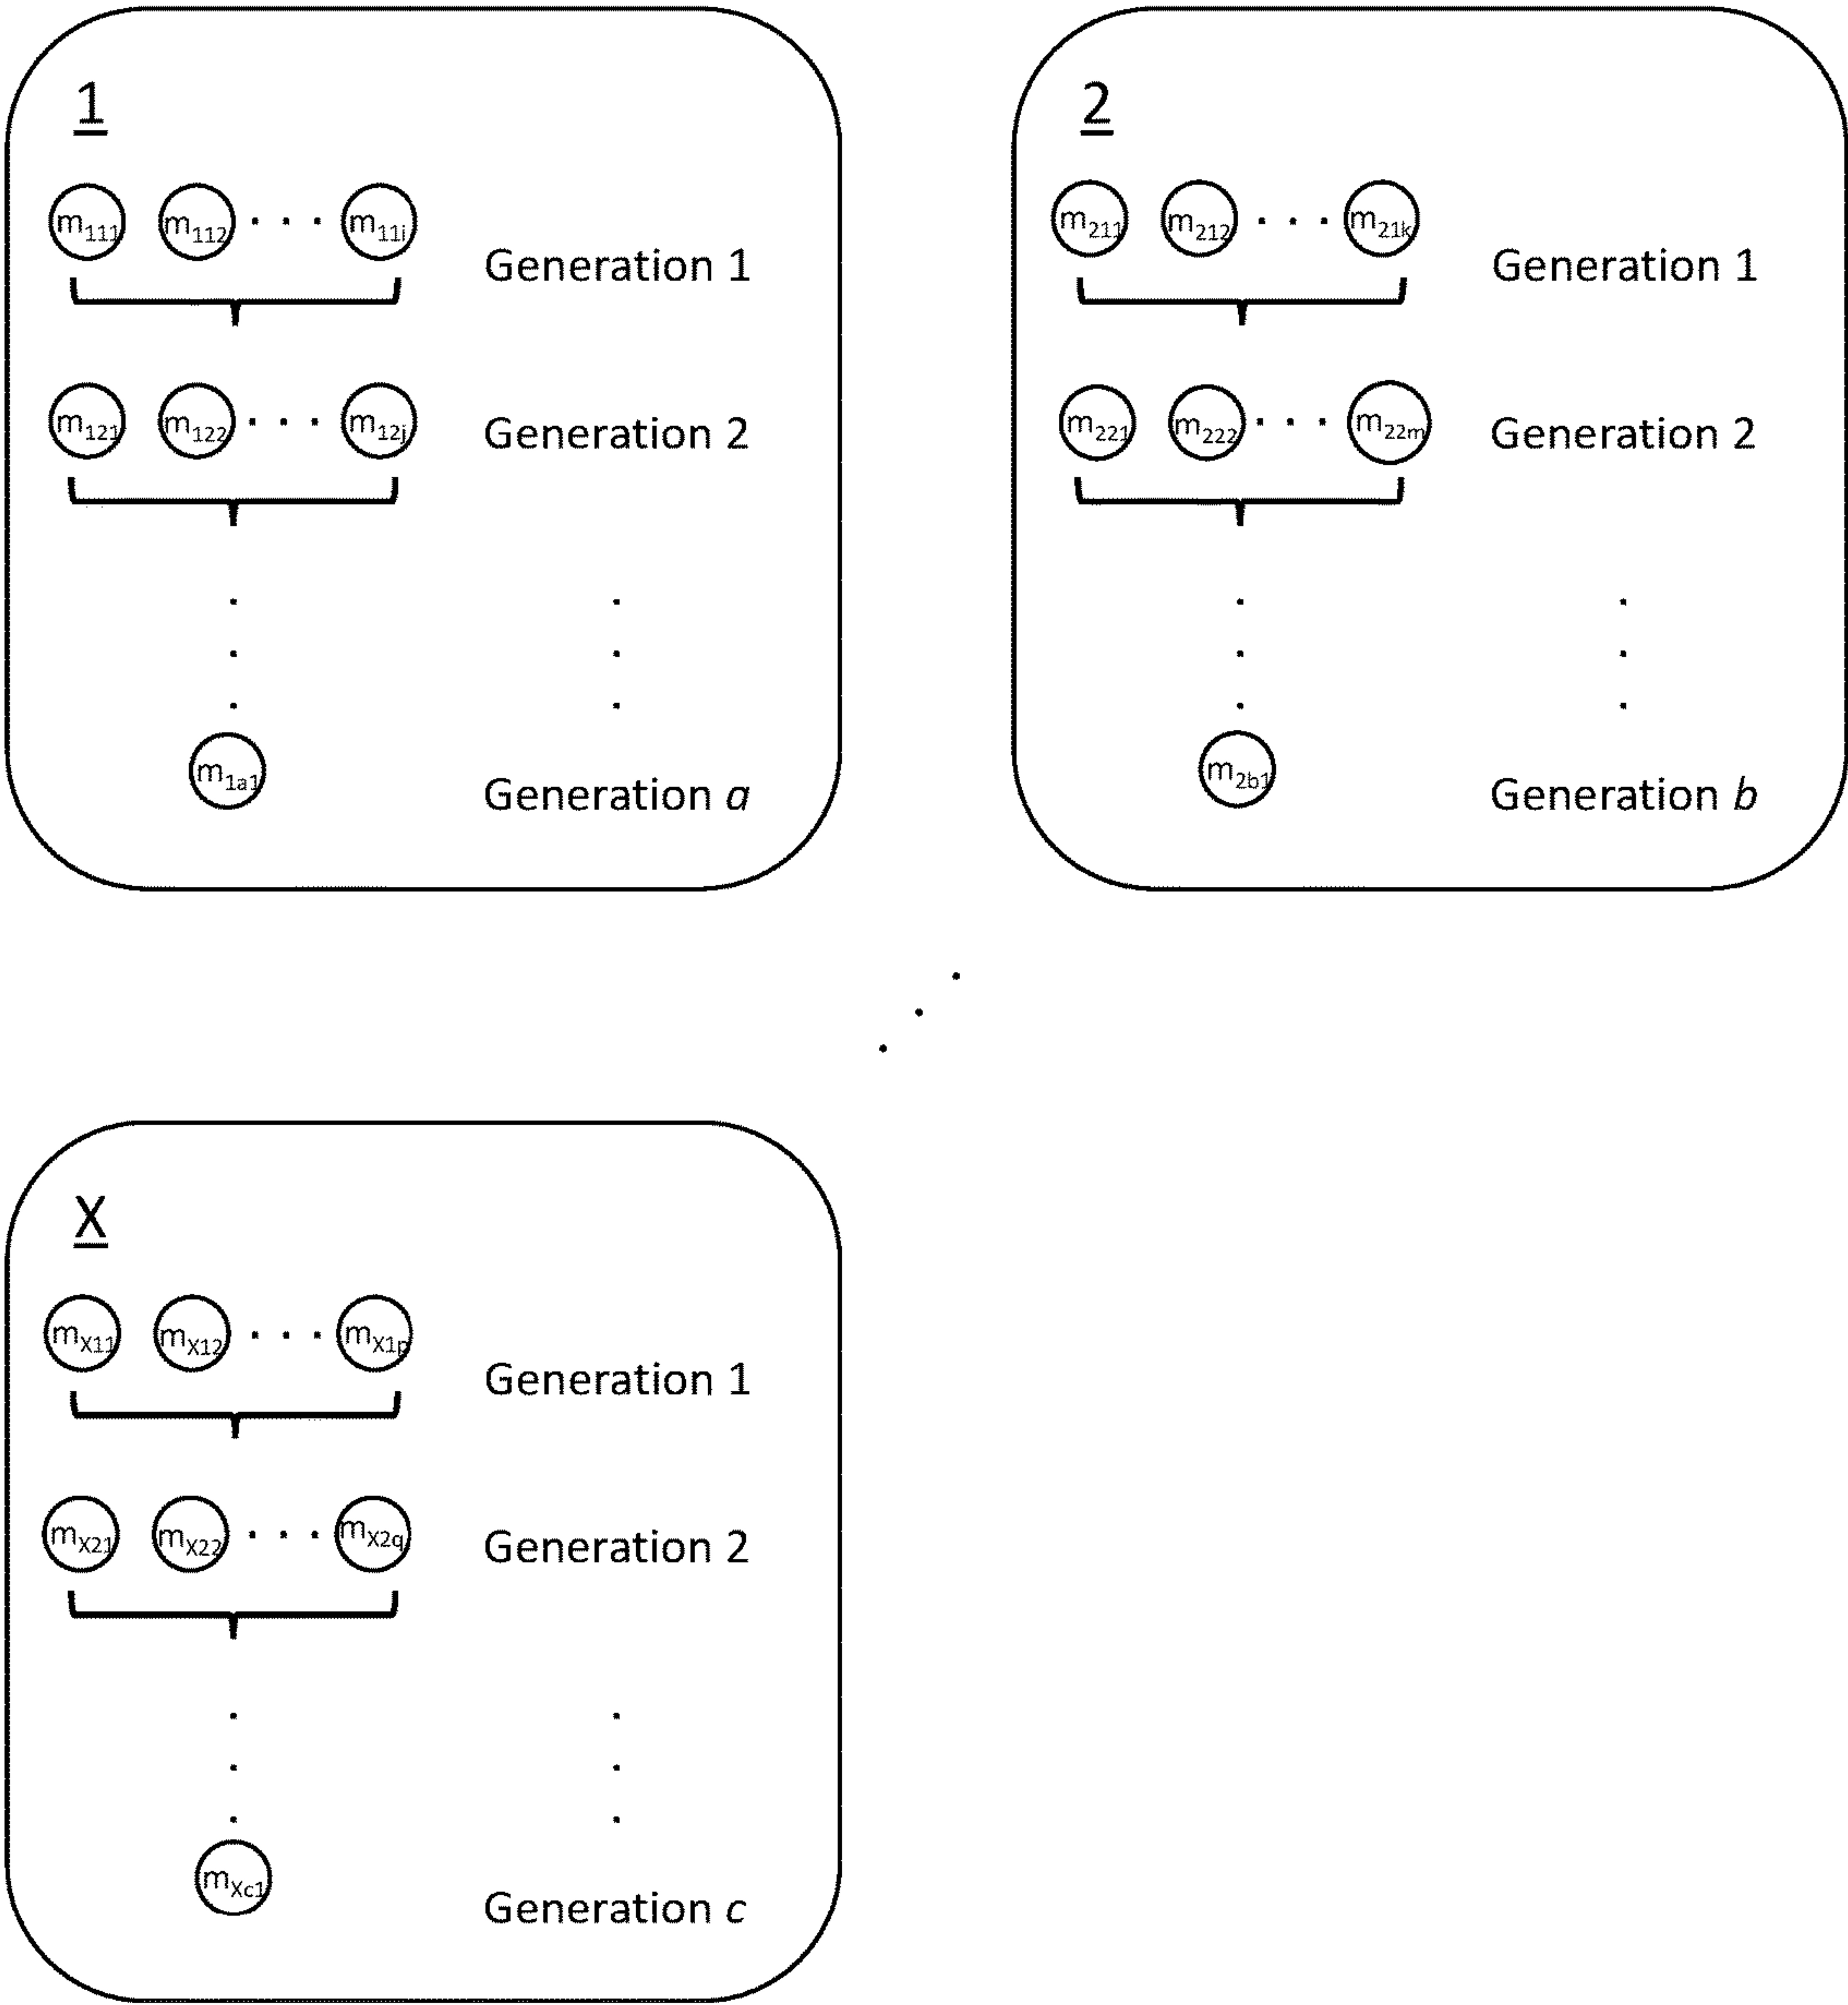 1
m111 m112 · · · m11i
Generation 1
m121 m122 · · · m12j
Generation 2
m1a1
Generation a
2
m211 m212 · · · m21k
Generation 1
m221 m222 · · · m22m
Generation 2
m2b1
Generation b
X
mX11 mX12 · · · mX1p
Generation 1
mX21 mX22 · · · mX2q
Generation 2
mXc1
Generation c